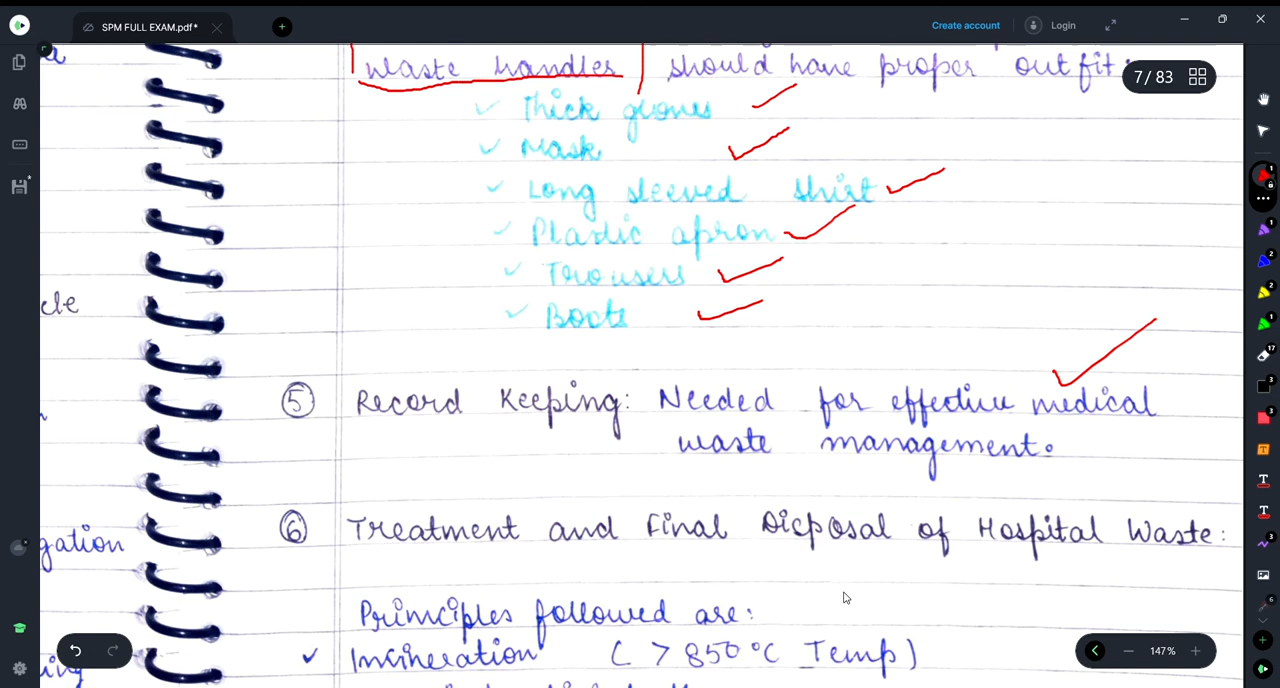 SPM FULL EXAM.pdf*
Create account
Login
7 / 83
waste handler should have proper outfit:
Thick gloves
Mask
Long sleeved shirt
Plastic apron
Trousers
Boots
cle
⑤ Record Keeping: Needed for effective medical
waste management.
⑥ Treatment and Final Disposal of Hospital Waste:
gation
Principles followed are:
Incineration ( > 850°C Temp)
ing
147%